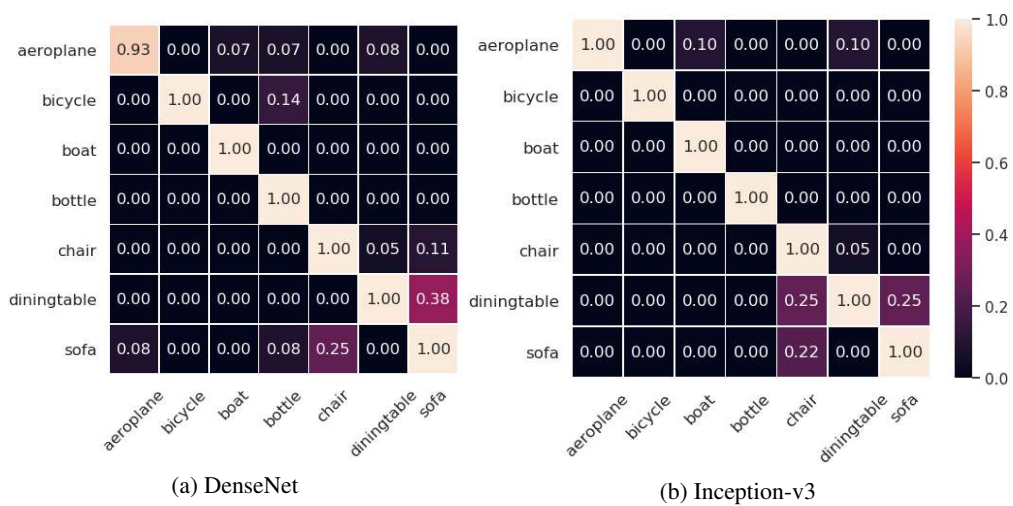 aeroplane 0.93 0.00 0.07 0.07 0.00 0.08 0.00
bicycle 0.00 1.00 0.00 0.14 0.00 0.00 0.00
boat 0.00 0.00 1.00 0.00 0.00 0.00 0.00
bottle 0.00 0.00 0.00 1.00 0.00 0.00 0.00
chair 0.00 0.00 0.00 0.00 1.00 0.05 0.11
diningtable 0.00 0.00 0.00 0.00 0.00 1.00 0.38
sofa 0.08 0.00 0.00 0.08 0.25 0.00 1.00
aeroplane bicycle boat bottle chair diningtable sofa
(a) DenseNet
aeroplane 1.00 0.00 0.10 0.00 0.00 0.10 0.00
bicycle 0.00 1.00 0.00 0.00 0.00 0.00 0.00
boat 0.00 0.00 1.00 0.00 0.00 0.00 0.00
bottle 0.00 0.00 0.00 1.00 0.00 0.00 0.00
chair 0.00 0.00 0.00 0.00 1.00 0.05 0.00
diningtable 0.00 0.00 0.00 0.00 0.25 1.00 0.25
sofa 0.00 0.00 0.00 0.00 0.22 0.00 1.00
aeroplane bicycle boat bottle chair diningtable sofa
1.0
0.8
0.6
0.4
0.2
0.0
(b) Inception-v3